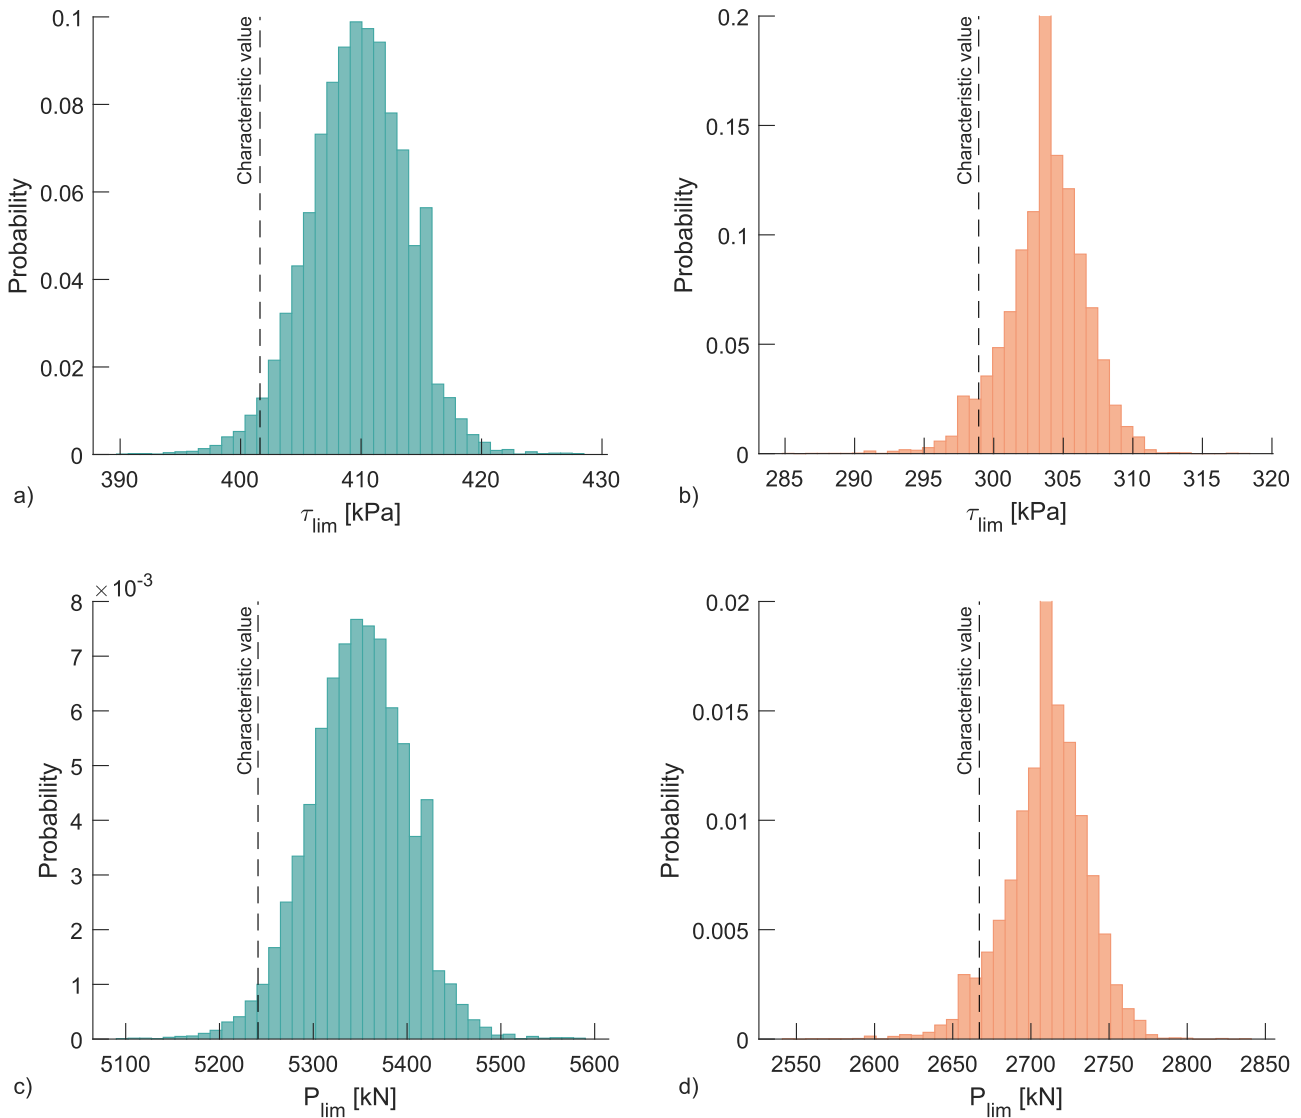 0.1
0.08
0.06
0.04
0.02
0
Probability
Characteristic value
390 400 410 420 430
a)
τlim [kPa]
0.2
0.15
0.1
0.05
0
Probability
Characteristic value
285 290 295 300 305 310 315 320
b)
τlim [kPa]
×10-3
8
7
6
5
4
3
2
1
0
Probability
Characteristic value
5100 5200 5300 5400 5500 5600
c)
Plim [kN]
0.02
0.015
0.01
0.005
0
Probability
Characteristic value
2550 2600 2650 2700 2750 2800 2850
d)
Plim [kN]